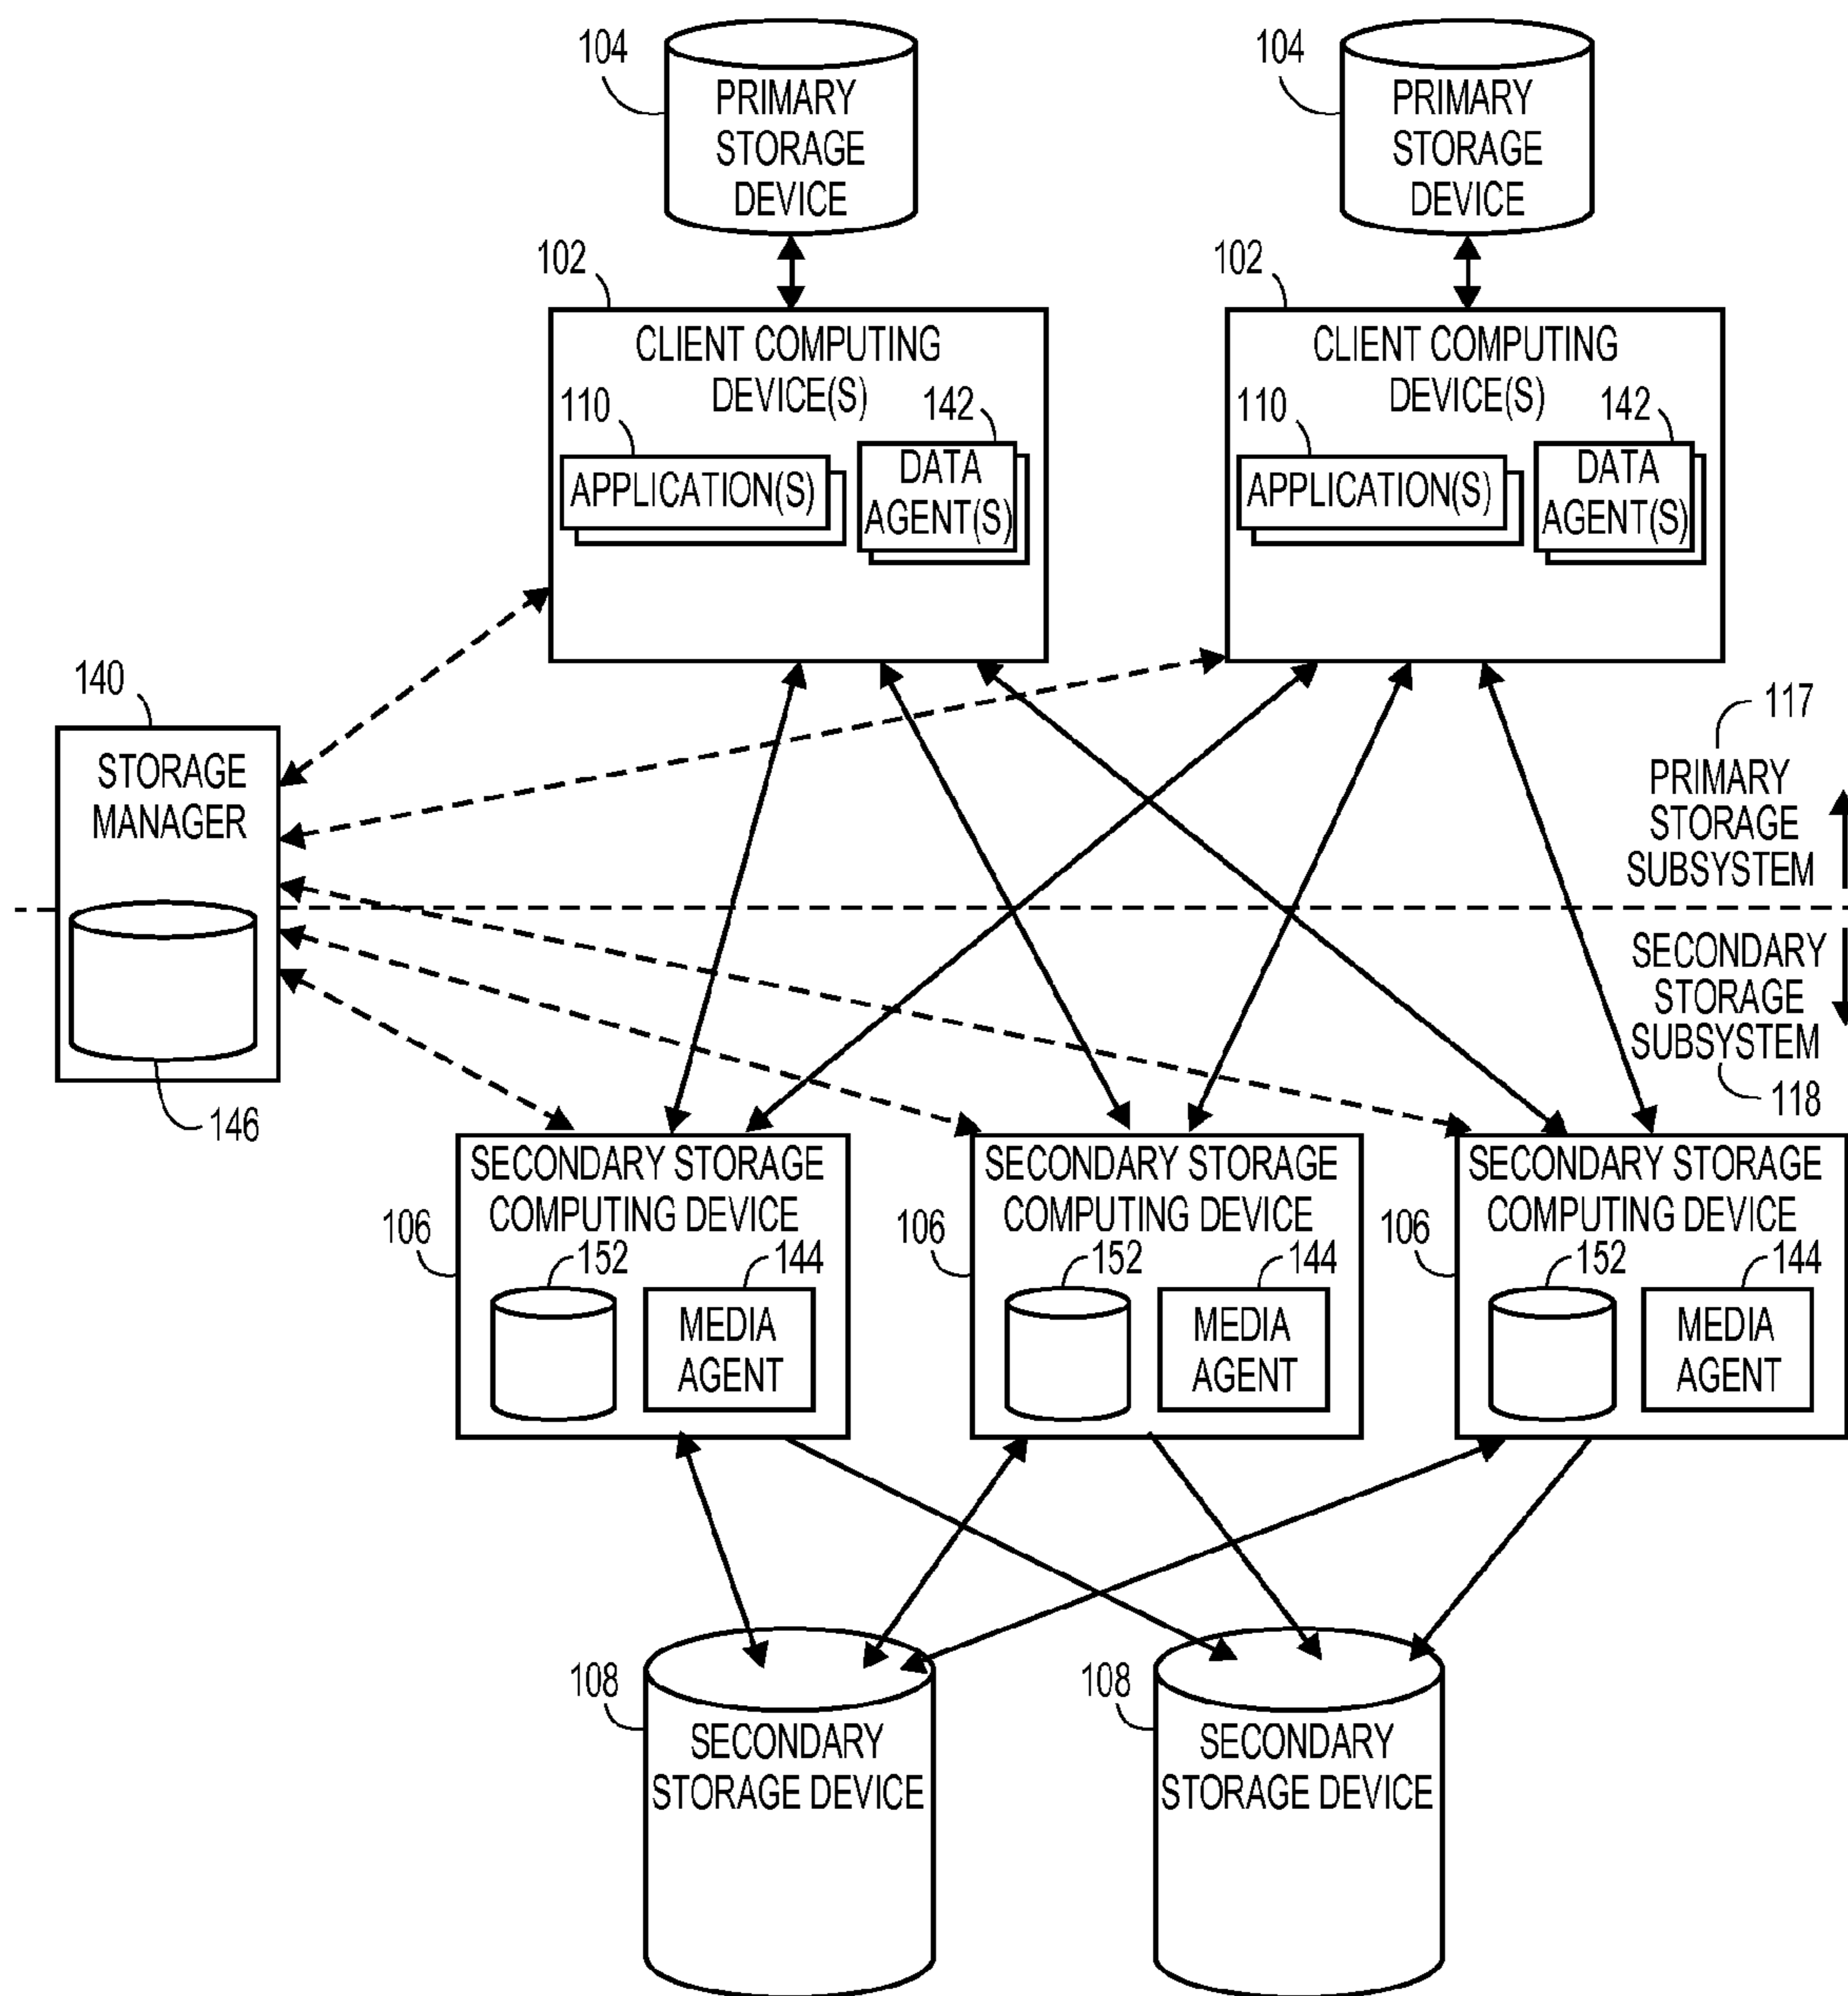 104
PRIMARY
STORAGE
DEVICE
104
PRIMARY
STORAGE
DEVICE
102
CLIENT COMPUTING
DEVICE(S)
110
142
APPLICATION(S)
DATA
AGENT(S)
102
CLIENT COMPUTING
DEVICE(S)
110
142
APPLICATION(S)
DATA
AGENT(S)
140
STORAGE
MANAGER
146
117
PRIMARY
STORAGE
SUBSYSTEM
SECONDARY
STORAGE
SUBSYSTEM
118
SECONDARY STORAGE
COMPUTING DEVICE
106
152
144
MEDIA
AGENT
SECONDARY STORAGE
COMPUTING DEVICE
106
152
144
MEDIA
AGENT
SECONDARY STORAGE
COMPUTING DEVICE
106
152
144
MEDIA
AGENT
108
SECONDARY
STORAGE DEVICE
108
SECONDARY
STORAGE DEVICE